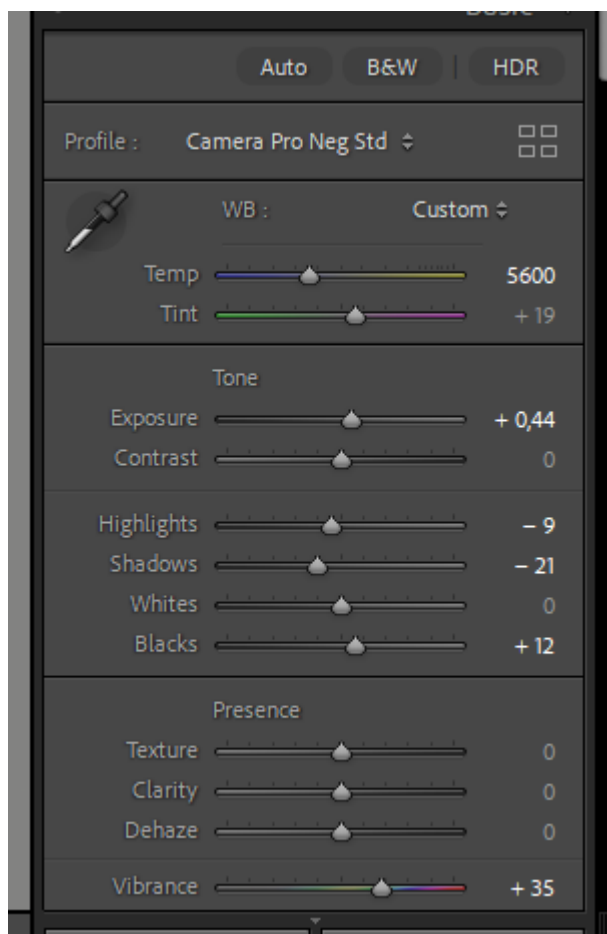 Basic
Auto B&W HDR
Profile : Camera Pro Neg Std
WB : Custom
Temp 5600
Tint + 19
Tone
Exposure + 0,44
Contrast 0
Highlights – 9
Shadows – 21
Whites 0
Blacks + 12
Presence
Texture 0
Clarity 0
Dehaze 0
Vibrance + 35